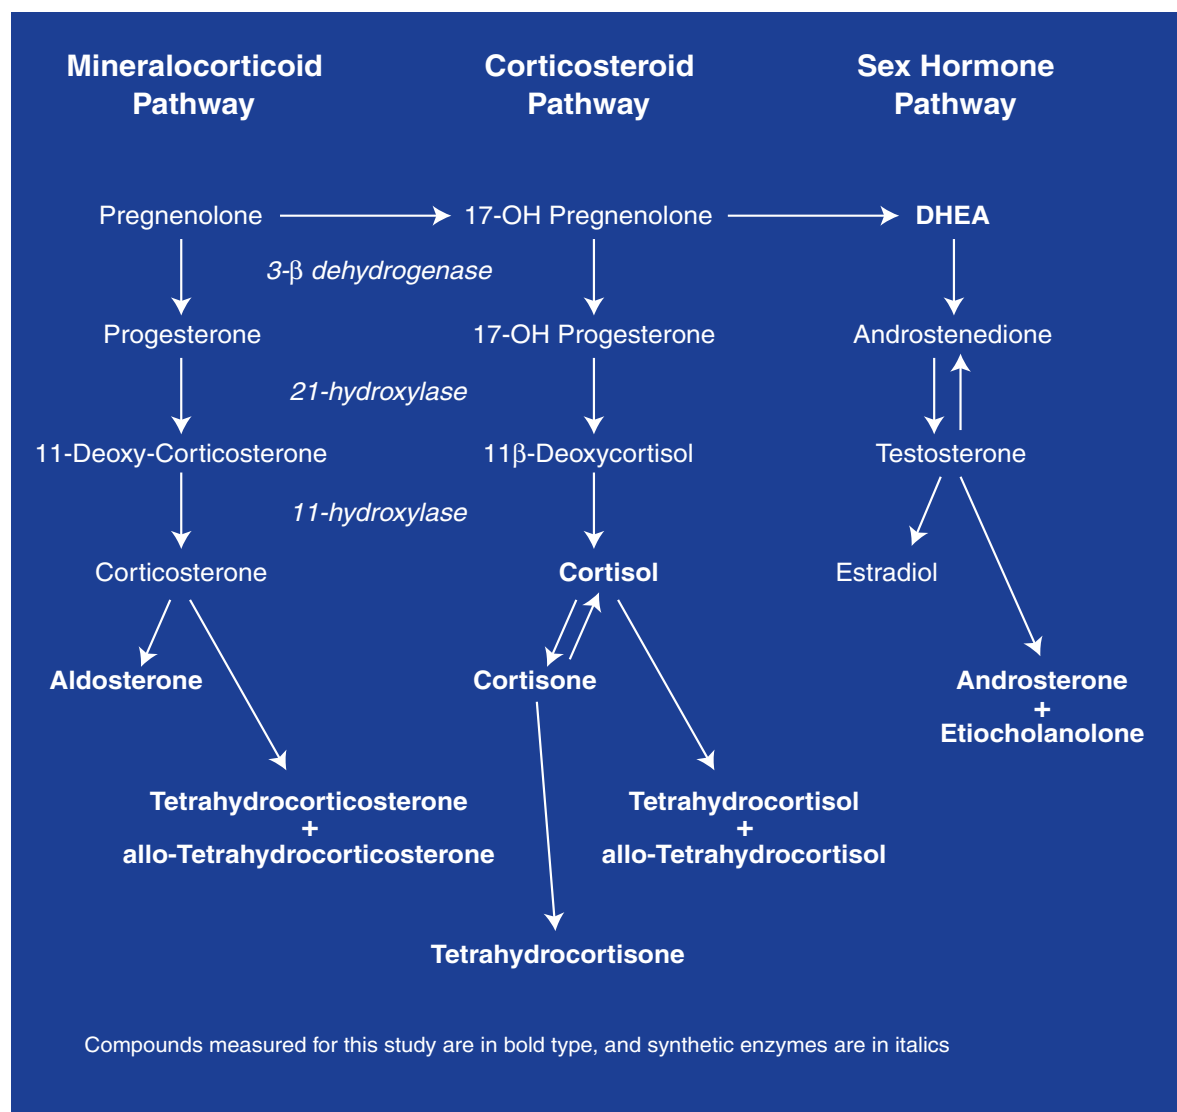 Mineralocorticoid
Pathway
Corticosteroid
Pathway
Sex Hormone
Pathway
Pregnenolone
17-OH Pregnenolone
DHEA
3-β dehydrogenase
Progesterone
17-OH Progesterone
Androstenedione
21-hydroxylase
11-Deoxy-Corticosterone
11β-Deoxycortisol
Testosterone
11-hydroxylase
Corticosterone
Cortisol
Estradiol
Aldosterone
Cortisone
Androsterone
+
Etiocholanolone
Tetrahydrocorticosterone
+
allo-Tetrahydrocorticosterone
Tetrahydrocortisol
+
allo-Tetrahydrocortisol
Tetrahydrocortisone
Compounds measured for this study are in bold type, and synthetic enzymes are in italics